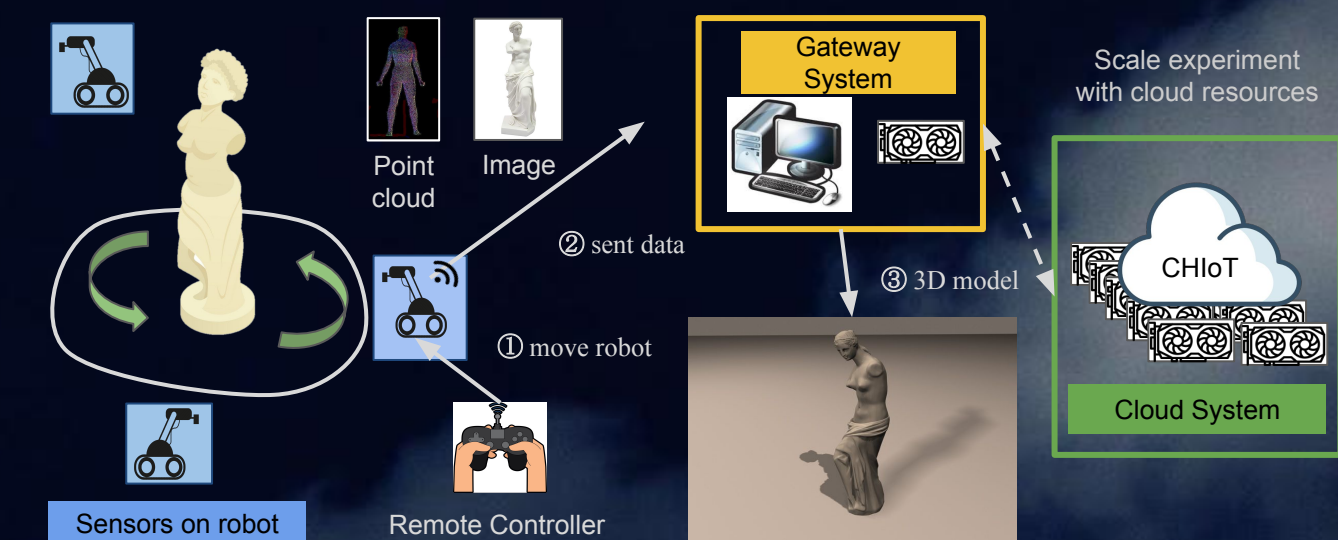 Point
cloud
Image
② sent data
① move robot
Sensors on robot
Remote Controller
Gateway
System
③ 3D model
Scale experiment
with cloud resources
CHIoT
Cloud System